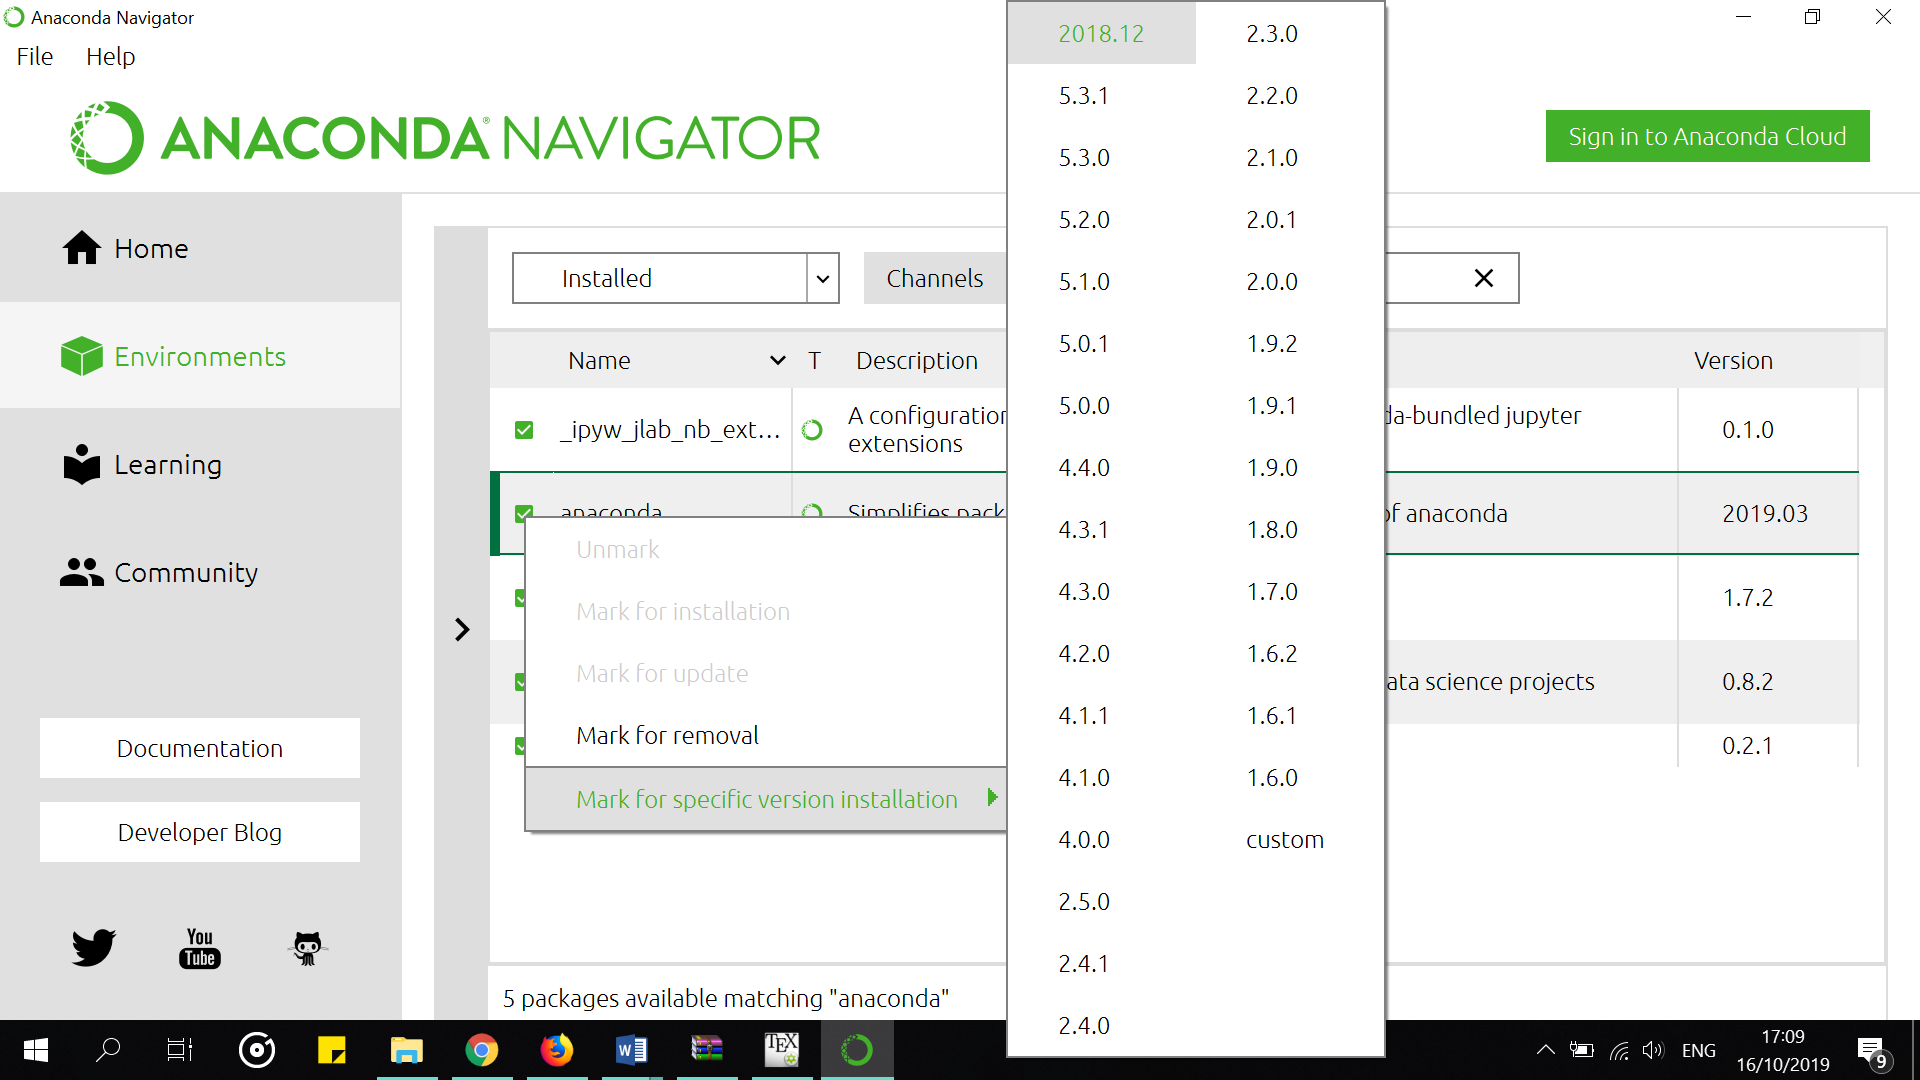 Anaconda Navigator
File Help
ANACONDA NAVIGATOR
Sign in to Anaconda Cloud
Home
Environments
Learning
Community
Documentation
Developer Blog
You
Tube
Installed
Channels
Name T Description Version
_ipyw_jlab_nb_ext... A configuration da-bundled jupyter 0.1.0
extensions
anaconda Simplifies pack of anaconda 2019.03
1.7.2
ata science projects 0.8.2
0.2.1
Unmark
Mark for installation
Mark for update
Mark for removal
Mark for specific version installation
2018.12
5.3.1
5.3.0
5.2.0
5.1.0
5.0.1
5.0.0
4.4.0
4.3.1
4.3.0
4.2.0
4.1.1
4.1.0
4.0.0
2.5.0
2.4.1
2.4.0
2.3.0
2.2.0
2.1.0
2.0.1
2.0.0
1.9.2
1.9.1
1.9.0
1.8.0
1.7.0
1.6.2
1.6.1
1.6.0
custom
5 packages available matching "anaconda"
W
TEX
ENG
17:09
16/10/2019
9